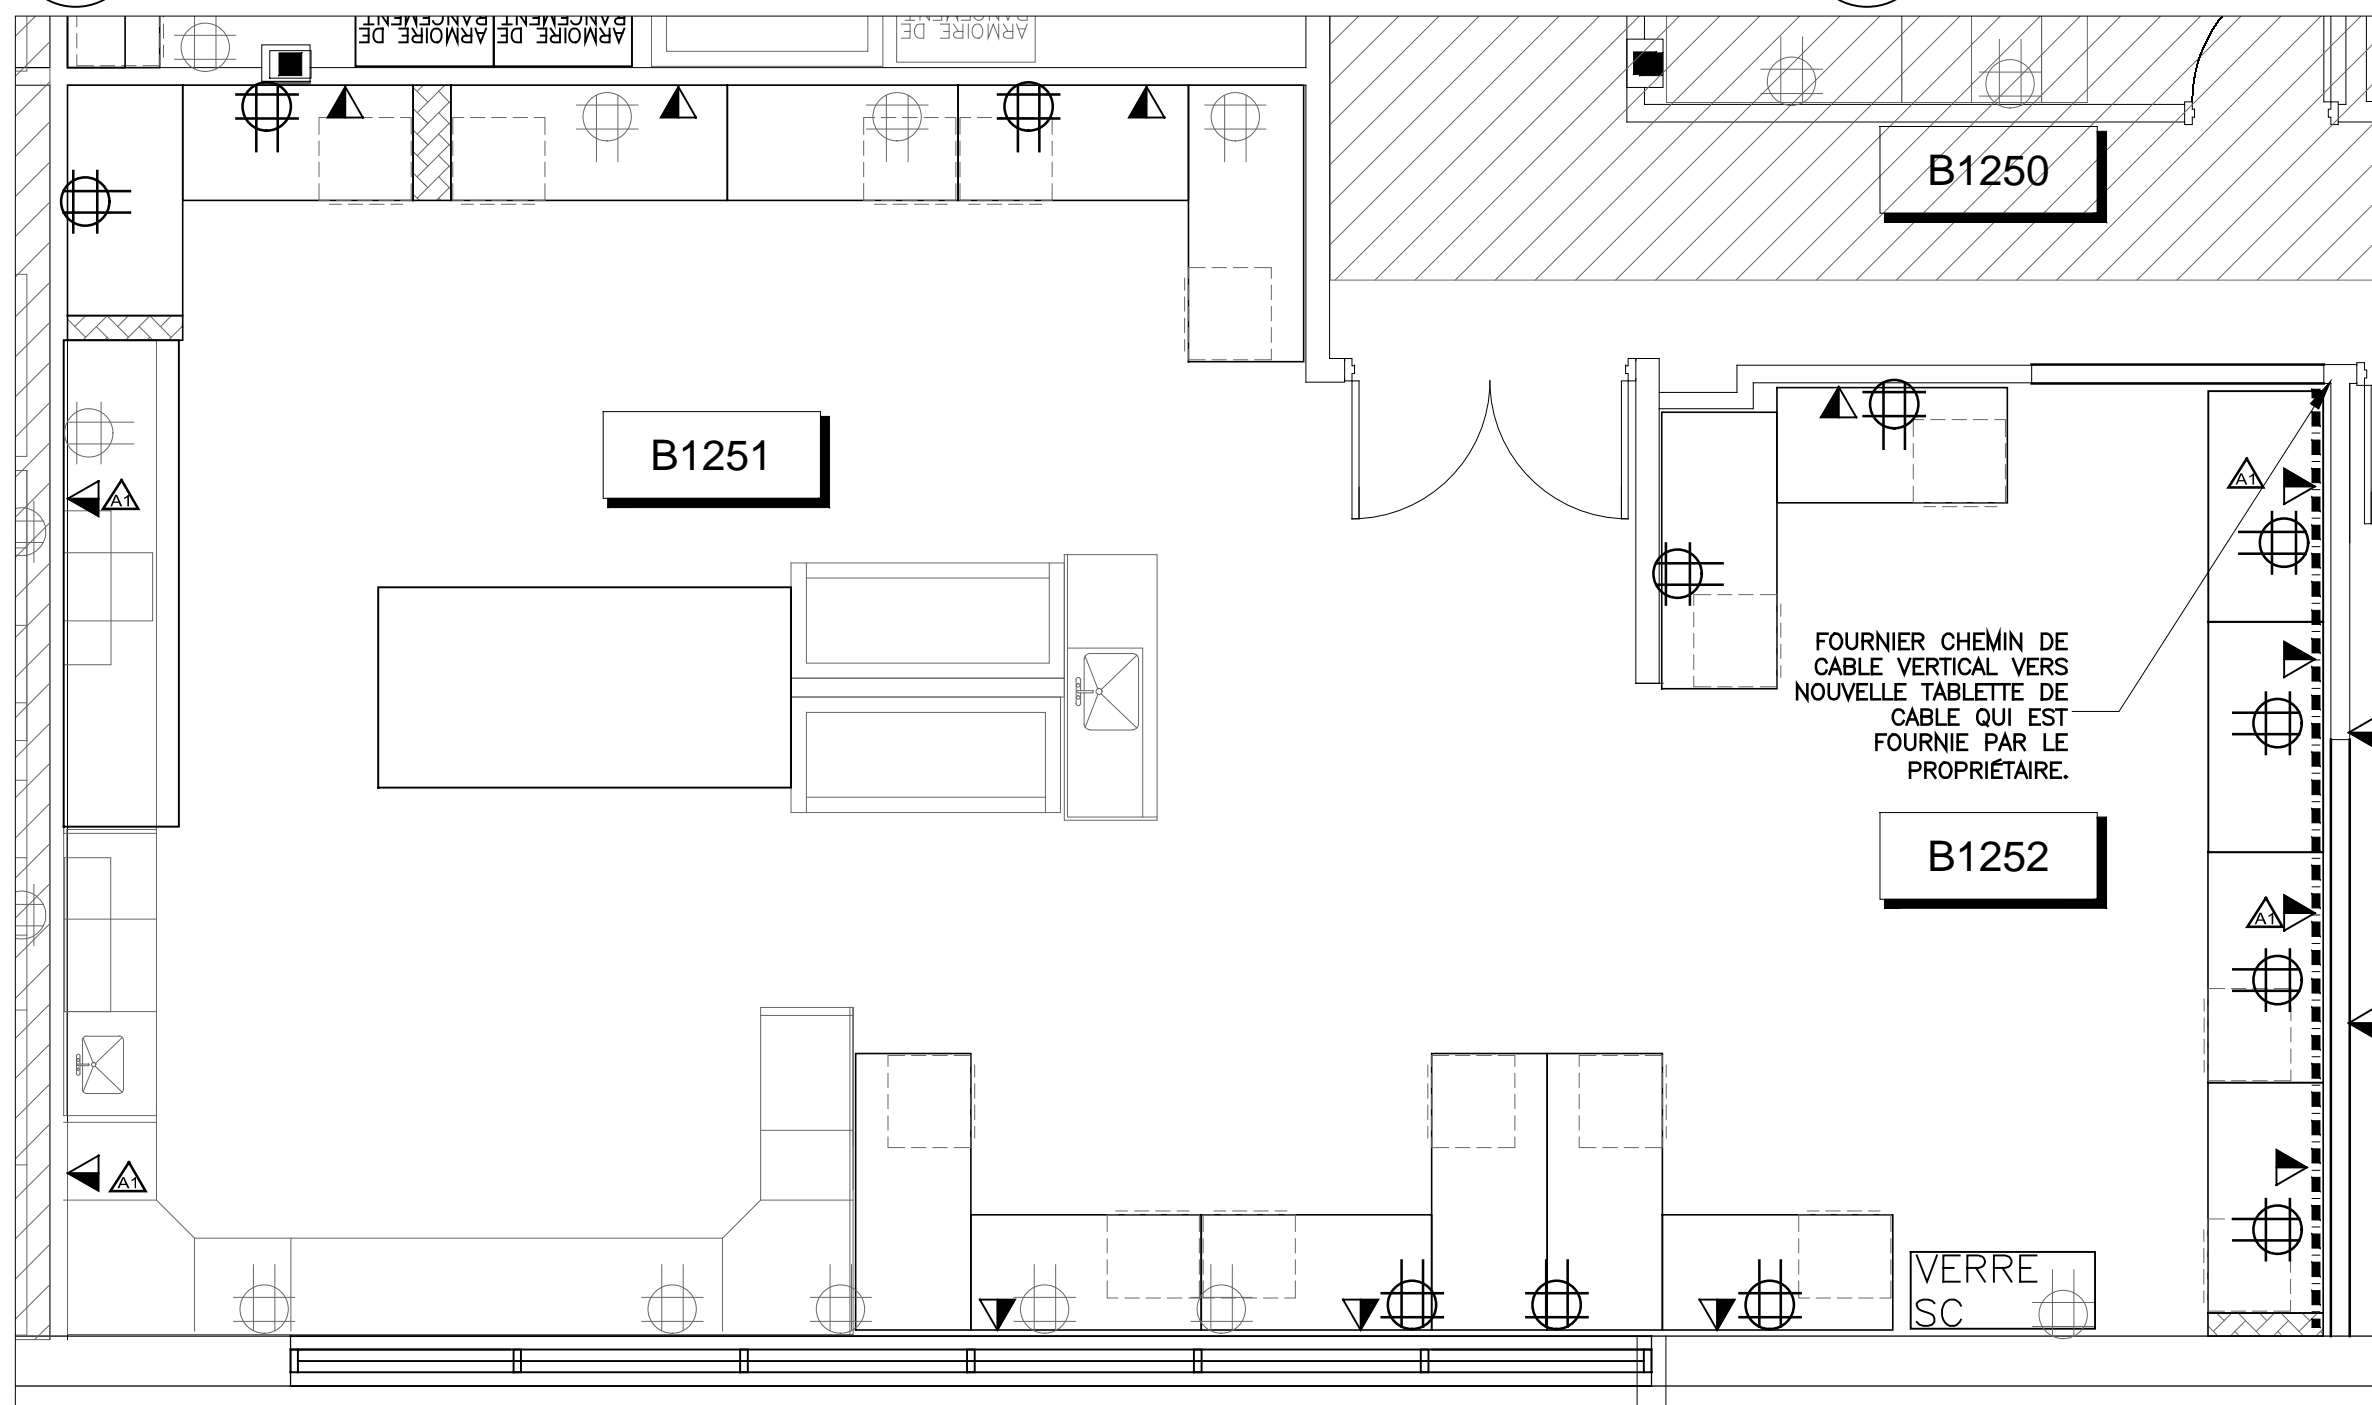 ARMOIRE DE
RANGEMENT
ARMOIRE DE
RANGEMENT
ARMOIRE DE
RANGEMENT
B1250
B1251
A1
A1
FOURNIER CHEMIN DE
CABLE VERTICAL VERS
NOUVELLE TABLETTE DE
CABLE QUI EST
FOURNIE PAR LE
PROPRIÉTAIRE.
B1252
A1
A1
VERRE
SC